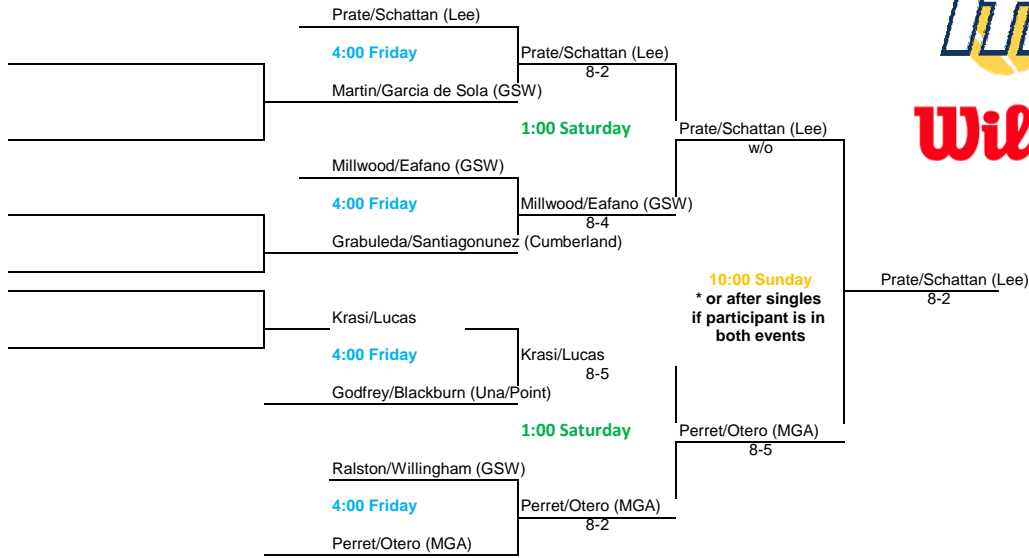 Prate/Schattan (Lee)
4:00 Friday
Prate/Schattan (Lee)
8-2
Martin/Garcia de Sola (GSW)
1:00 Saturday
Prate/Schattan (Lee)
w/o
Millwood/Eafano (GSW)
4:00 Friday
Millwood/Eafano (GSW)
8-4
Grabuleda/Santiagonunez (Cumberland)
10:00 Sunday
* or after singles
if participant is in
both events
Prate/Schattan (Lee)
8-2
Krasi/Lucas
4:00 Friday
Krasi/Lucas
8-5
Godfrey/Blackburn (Una/Point)
1:00 Saturday
Perret/Otero (MGA)
8-5
Ralston/Willingham (GSW)
4:00 Friday
Perret/Otero (MGA)
8-2
Perret/Otero (MGA)